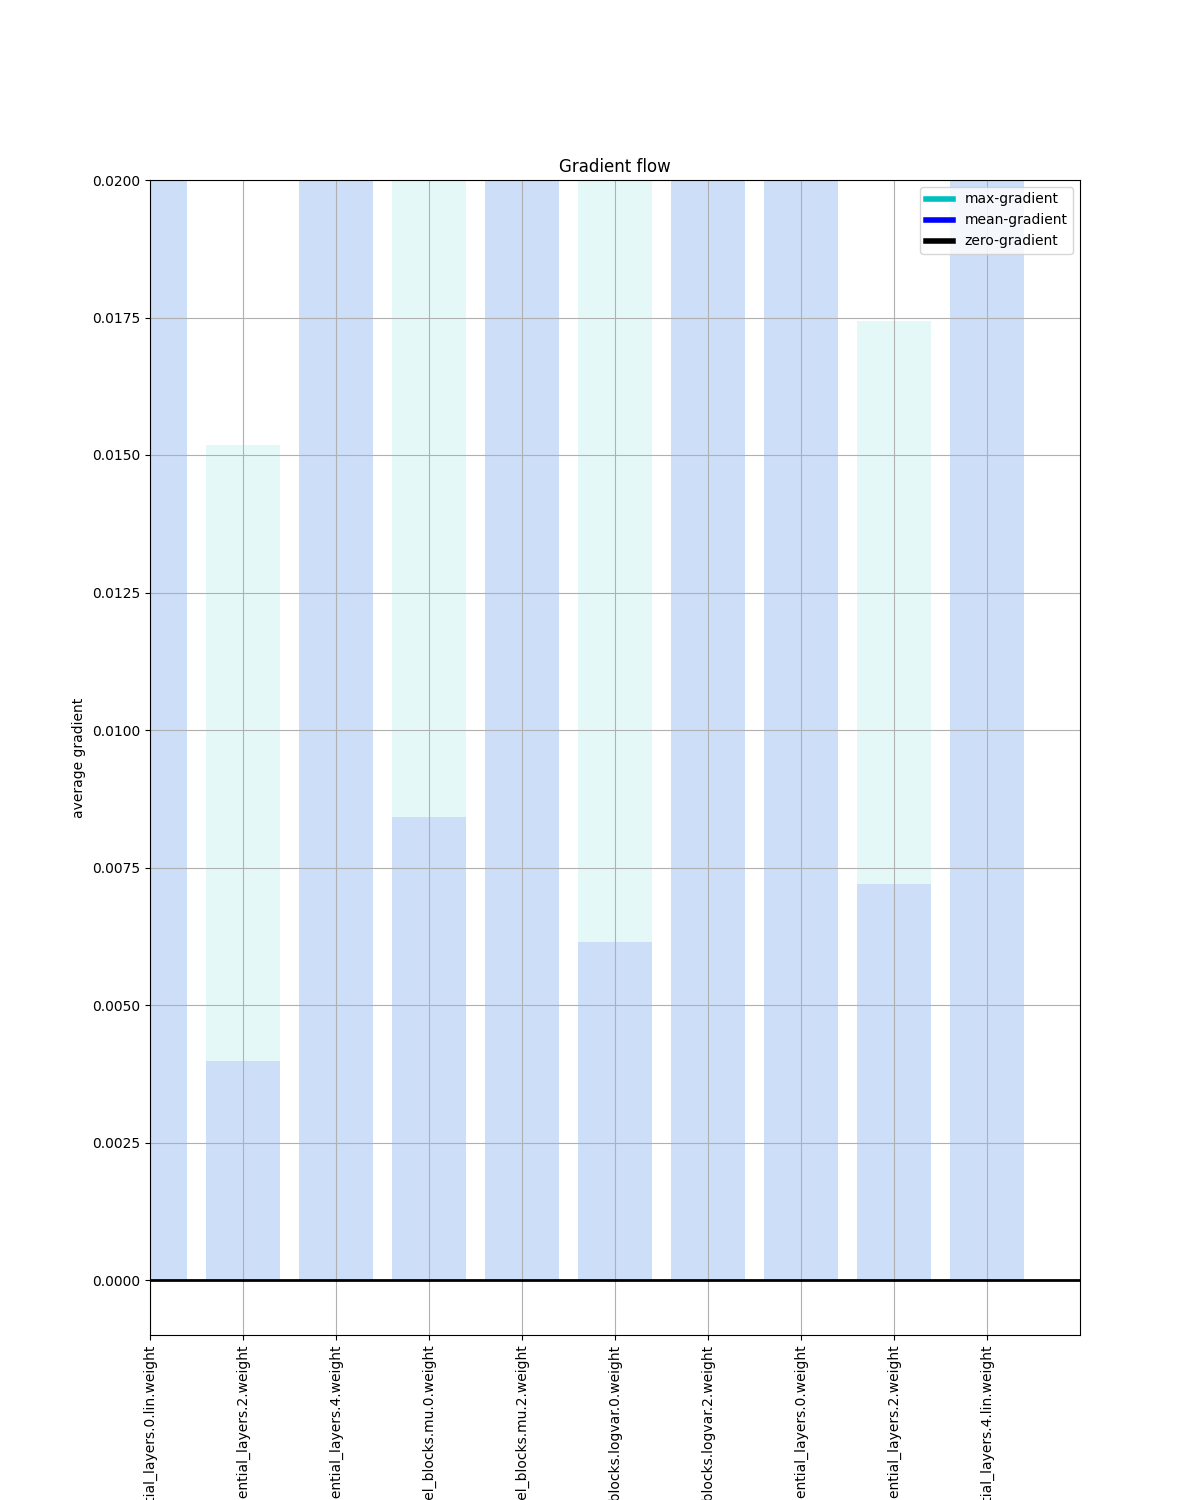 Gradient flow
max-gradient
mean-gradient
zero-gradient
0.0200
0.0175
0.0150
0.0125
0.0100
0.0075
0.0050
0.0025
0.0000
average gradient
tial_layers.0.lin.weight
ential_layers.2.weight
ential_layers.4.weight
el_blocks.mu.0.weight
el_blocks.mu.2.weight
blocks.logvar.0.weight
blocks.logvar.2.weight
ential_layers.0.weight
ential_layers.2.weight
tial_layers.4.lin.weight